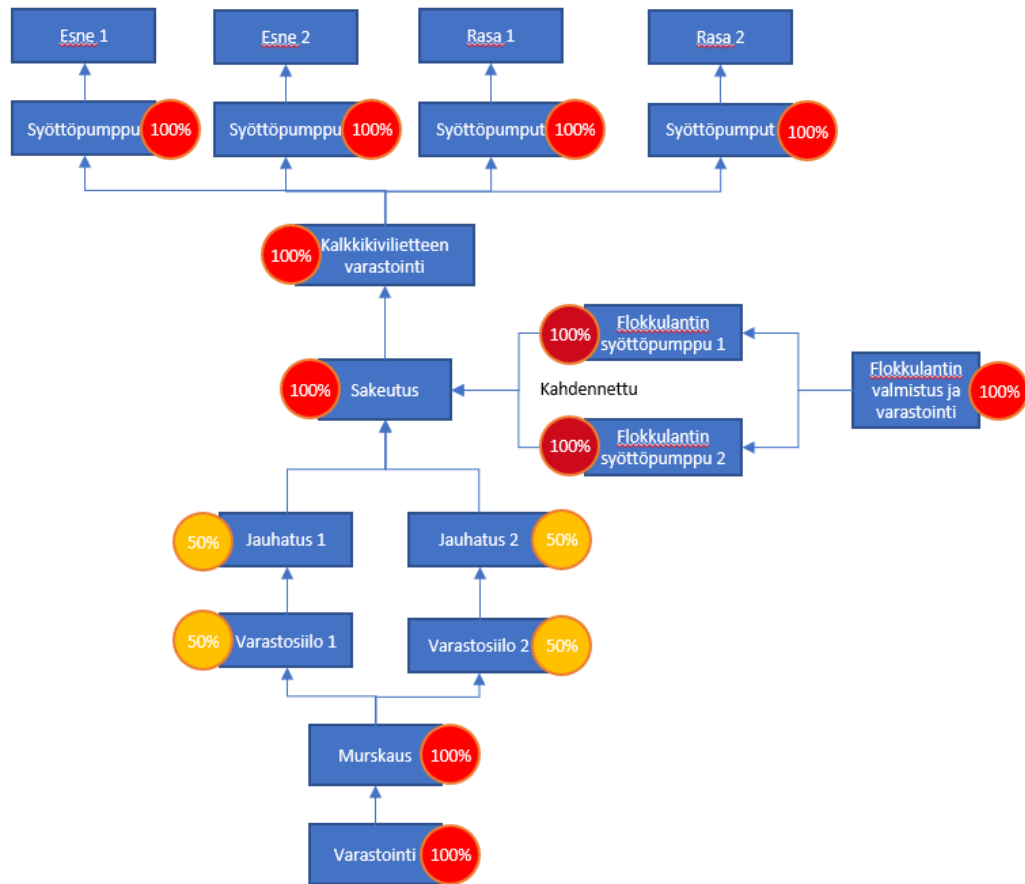 Esne 1
Esne 2
Rasa 1
Rasa 2
Syöttöpumppu 100%
Syöttöpumppu 100%
Syöttöpumput 100%
Syöttöpumput 100%
100% Kalkkikivilietteen
varastointi
100% Flokkulantin
syöttöpumppu 1
100% Sakeutus
Kahdennettu
Flokkulantin
valmistus ja 100%
varastointi
100% Flokkulantin
syöttöpumppu 2
50% Jauhatus 1
Jauhatus 2 50%
50% Varastosiilo 1
Varastosiilo 2 50%
Murskaus 100%
Varastointi 100%